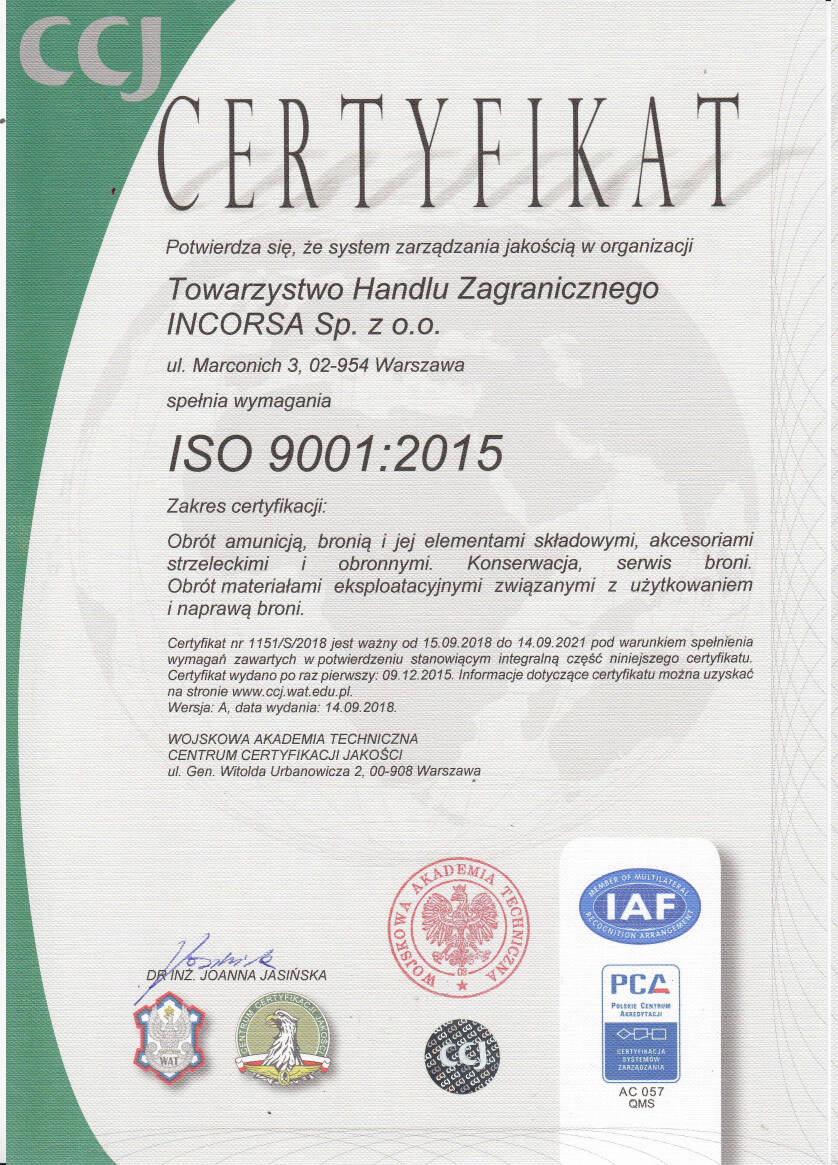 CCJ
CERTYFIKAT
Potwierdza się, że system zarządzania jakością w organizacji
Towarzystwo Handlu Zagranicznego
INCORSA Sp. z o.o.
ul. Marconich 3, 02-954 Warszawa
spełnia wymagania
ISO 9001:2015
Zakres certyfikacji:
Obrót amunicją, bronią i jej elementami składowymi, akcesoriami
strzeleckimi i obronnymi. Konserwacja, serwis broni.
Obrót materiałami eksploatacyjnymi związanymi z użytkowaniem
i naprawą broni.
Certyfikat nr 1151/S/2018 jest ważny od 15.09.2018 do 14.09.2021 pod warunkiem spełnienia
wymagań zawartych w potwierdzeniu stanowiącym integralną część niniejszego certyfikatu.
Certyfikat wydano po raz pierwszy: 09.12.2015. Informacje dotyczące certyfikatu można uzyskać
na stronie www.ccj.wat.edu.pl.
Wersja: A, data wydania: 14.09.2018.
WOJSKOWA AKADEMIA TECHNICZNA
CENTRUM CERTYFIKACJI JAKOŚCI
ul. Gen. Witolda Urbanowicza 2, 00-908 Warszawa
WOJSKOWA AKADEMIA TECHNICZNA
08
MEMBER OF MULTILATERAL
IAF
RECOGNITION ARRANGEMENT
DR INŻ. JOANNA JASIŃSKA
PCA
POLSKIE CENTRUM
AKREDYTACJI
CERTYFIKACJA
SYSTEMÓW
ZARZĄDZANIA
AC 057
QMS
WAT
CENTRUM CERTYFIKACJI JAKOŚCI
CCJ